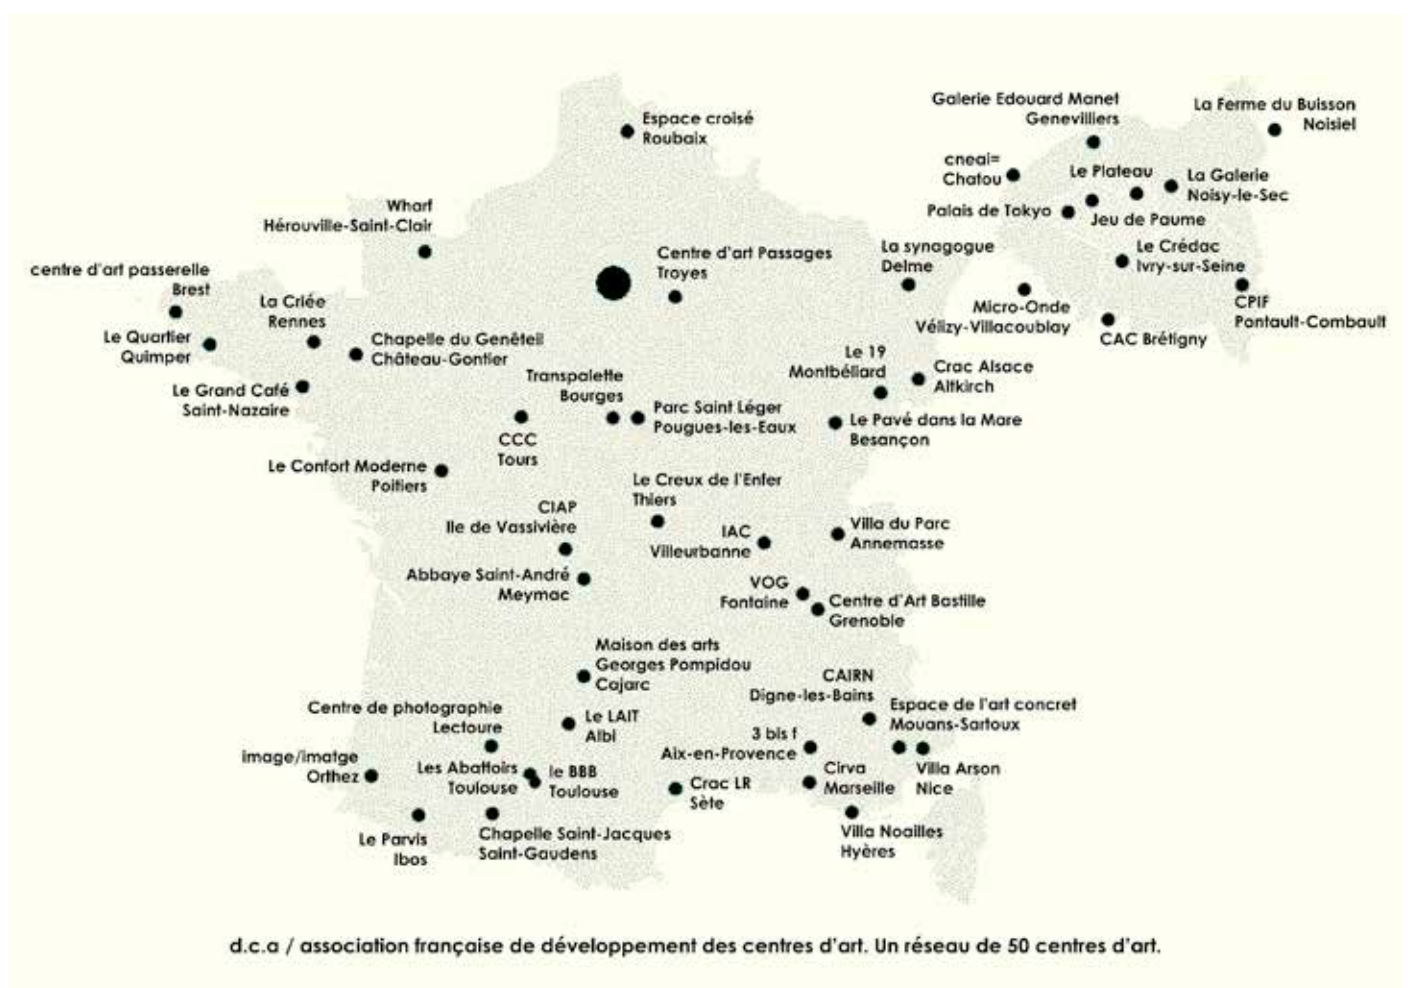 Espace croisé
Roubaix
Galerie Edouard Manet
Genevilliers
La Ferme du Buisson
Noisiel
cneai=
Chatou
Le Plateau
La Galerie
Noisy-le-Sec
Palais de Tokyo
Jeu de Paume
Wharf
Hérouville-Saint-Clair
Centre d'art Passages
Troyes
La synagogue
Delme
Le Crédac
Ivry-sur-Seine
centre d'art passerelle
Brest
La Criée
Rennes
Micro-Onde
Vélizy-Villacoublay
CPIF
Pontault-Combault
CAC Brétigny
Le Quartier
Quimper
Chapelle du Genêteil
Château-Gontier
Le 19
Montbéliard
Crac Alsace
Altkirch
Le Grand Café
Saint-Nazaire
Transpalette
Bourges
Parc Saint Léger
Pougues-les-Eaux
Le Pavé dans la Mare
Besançon
CCC
Tours
Le Confort Moderne
Poitiers
Le Creux de l'Enfer
Thiers
CIAP
Ile de Vassivière
IAC
Villeurbanne
Villa du Parc
Annemasse
Abbaye Saint-André
Meymac
VOG
Fontaine
Centre d'Art Bastille
Grenoble
Maison des arts
Georges Pompidou
Cajarc
CAIRN
Digne-les-Bains
Centre de photographie
Lectoure
Le LAIT
Albi
Espace de l'art concret
Mouans-Sartoux
3 bis f
Aix-en-Provence
image/imatge
Orthez
Les Abattoirs
Toulouse
le BBB
Toulouse
Crac LR
Sète
Cirva
Marseille
Villa Arson
Nice
Le Parvis
Ibos
Chapelle Saint-Jacques
Saint-Gaudens
Villa Noailles
Hyères
d.c.a / association française de développement des centres d'art. Un réseau de 50 centres d'art.